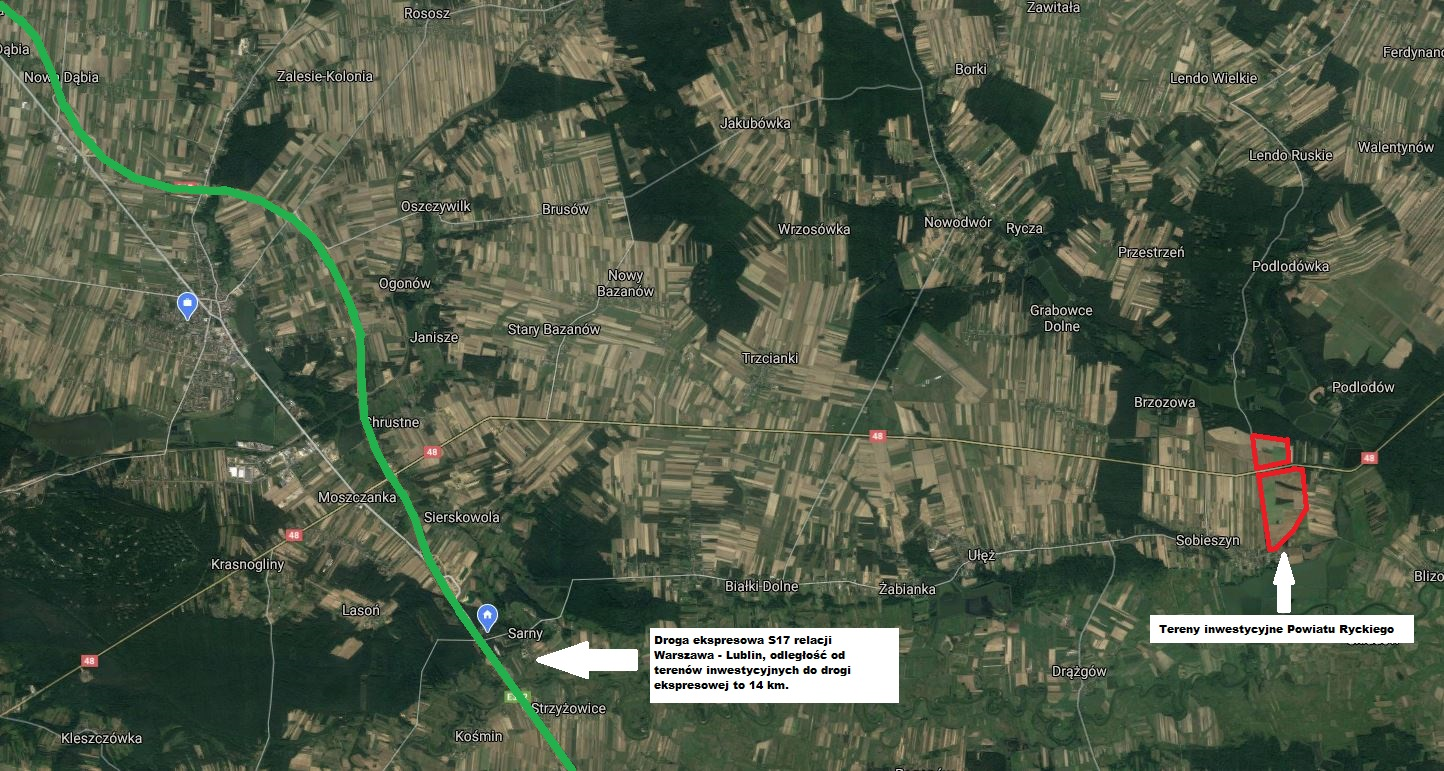 Rososz
Zawitała
Dąbia
Ferdynand
Nowa Dąbia
Zalesie-Kolonia
Borki
Lendo Wielkie
Jakubówka
Lendo Ruskie
Walentynów
Oszczywilk
Brusów
Wrzosówka
Nowodwór
Rycza
Przestrzeń
Podlodówka
Ogonów
Nowy
Bazanów
Grabowce
Dolne
Janisze
Stary Bazanów
Trzcianki
Podlodów
Brzozowa
Chrustne
48
48
48
Moszczanka
Sierskowola
48
Sobieszyn
Krasnogliny
Ułęż
Białki Dolne
Żabianka
Blizo
Lasoń
Sarny
Droga ekspresowa S17 relacji
Warszawa - Lublin, odległość od
terenów inwestycyjnych do drogi
ekspresowej to 14 km.
Tereny inwestycyjne Powiatu Ryckiego
48
Drążgów
Strzyżowice
Kośmin
Kleszczówka